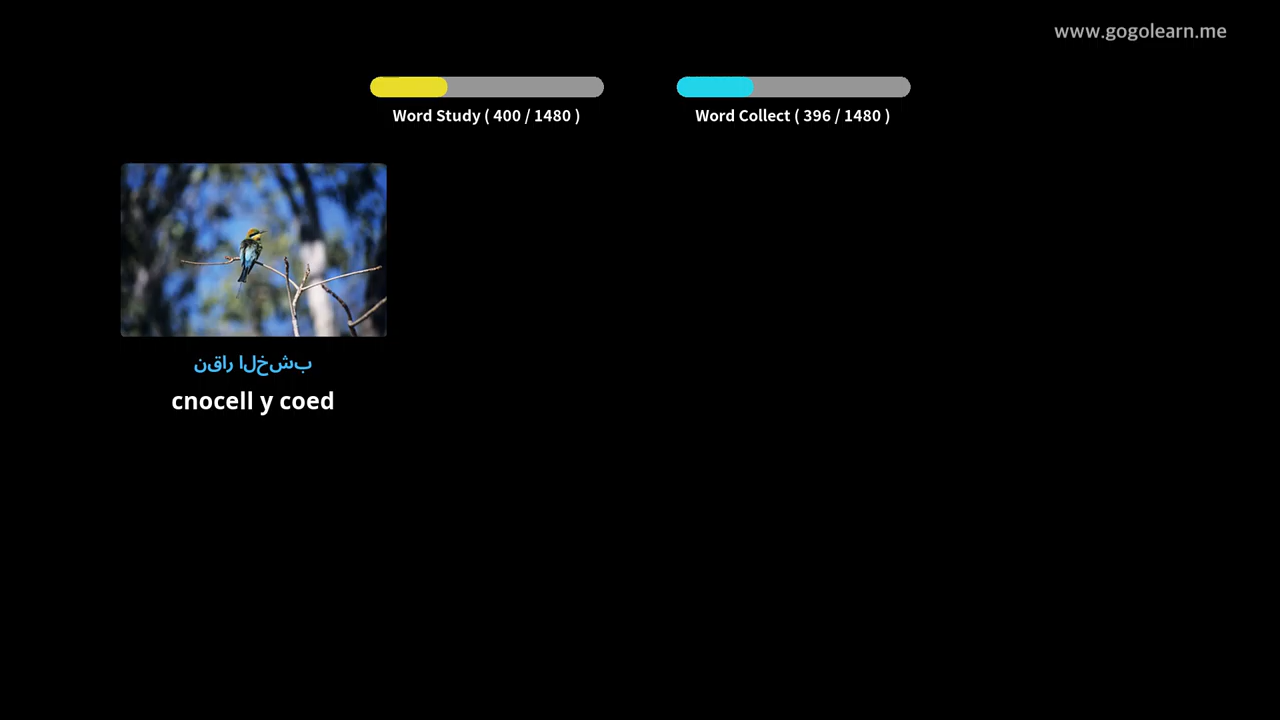 www.gogolearn.me
Word Study ( 400 / 1480 )
Word Collect ( 396 / 1480 )
نقار الخشب
cnocell y coed